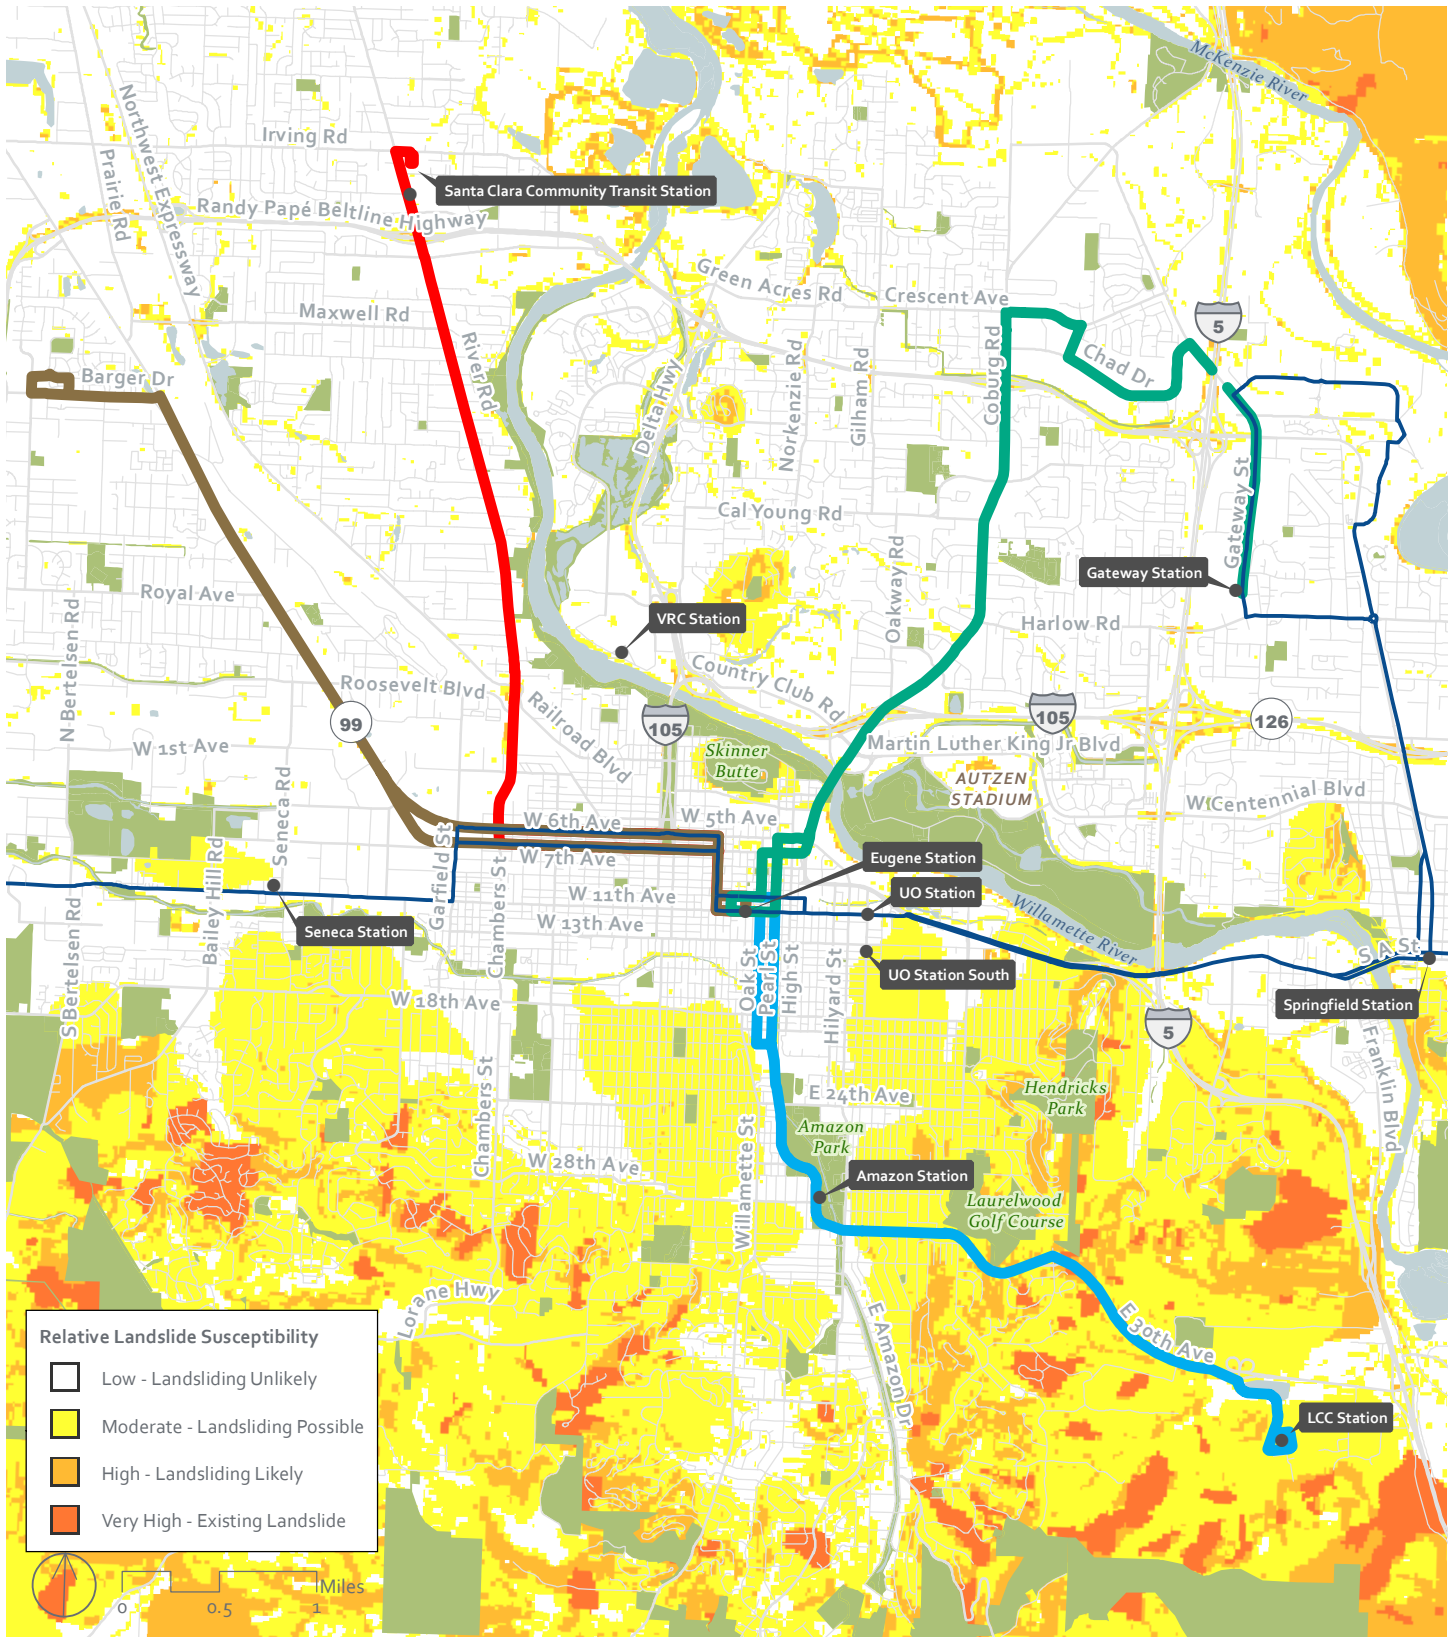 McKenzie River
Northwest Expressway
Irving Rd
Prairie Rd
Santa Clara Community Transit Station
Randy Papé Beltline Highway
Green Acres Rd
Crescent Ave
Maxwell Rd
5
River Rd
Coburg Rd
Chad Dr
Barger Dr
Delta Hwy
Norkenzie Rd
Gilham Rd
Cal Young Rd
Gateway St
Gateway Station
Royal Ave
Oakway Rd
N Bertelsen Rd
VRC Station
Harlow Rd
Roosevelt Blvd
Country Club Rd
Railroad Blvd
99
105
105
126
W 1st Ave
Skinner
Butte
Martin Luther King Jr Blvd
AUTZEN
STADIUM
Seneca Rd
W Centennial Blvd
W 6th Ave
W 5th Ave
W 7th Ave
Garfield St
Bailey Hill Rd
Chambers St
Eugene Station
W 11th Ave
UO Station
S Bertelsen Rd
Seneca Station
W 13th Ave
Willamette River
S A St
Oak St
Pearl St
High St
Hilyard St
UO Station South
W 18th Ave
Springfield Station
5
Franklin Blvd
Chambers St
E 24th Ave
Hendricks
Park
Amazon
Park
Willamette St
W 28th Ave
Amazon Station
Laurelwood
Golf Course
Lorane Hwy
E Amazon Dr
E 30th Ave
LCC Station
Relative Landslide Susceptibility
Low - Landsliding Unlikely
Moderate - Landsliding Possible
High - Landsliding Likely
Very High - Existing Landslide
Miles
0 0.5 1